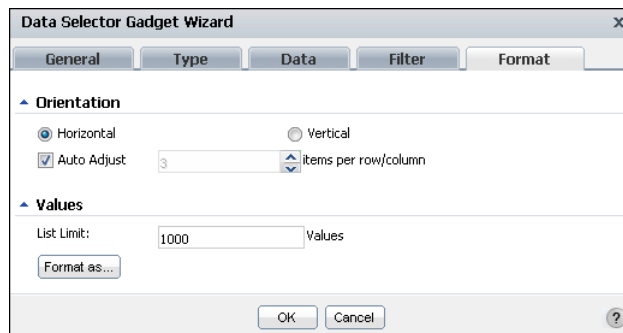 Data Selector Gadget Wizard x
General Type Data Filter Format
Orientation
Horizontal Vertical
Auto Adjust 3 items per row/column
Values
List Limit: 1000 Values
Format as...
OK Cancel ?